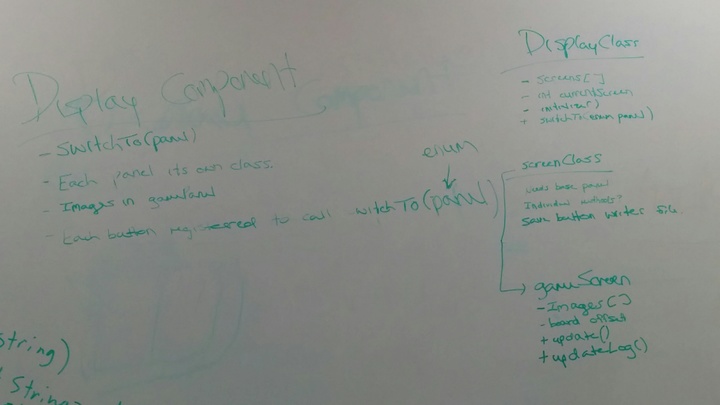 Display Component
- SwitchTo(panel)
- Each panel its own class.
- Images in gamePanel
- Each button registered to call switchTo(panel)
enum
DisplayClass
- screens[]
- int currentScreen
- initialize()
+ switchTo(enum panel)
screenClass
base panel
Individual
Save button writes file.
gameScreen
- Images[]
- board offset
+ update()
+ updateLog()
String)
String